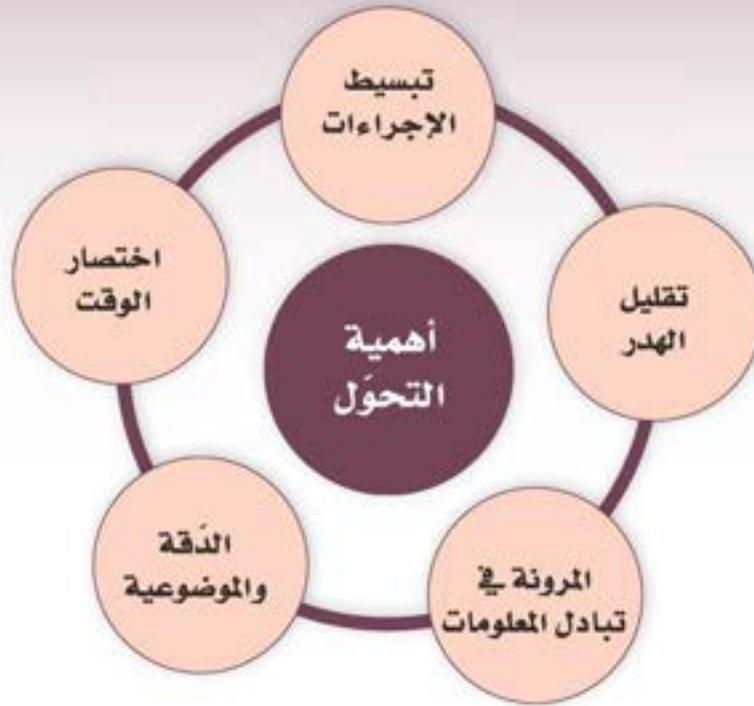 تبسيط
الإجراءات
تقليل
الهدر
المرونة في
تبادل المعلومات
الدَقة
والموضوعية
اختصار
الوقت
أهمية
التحوَل